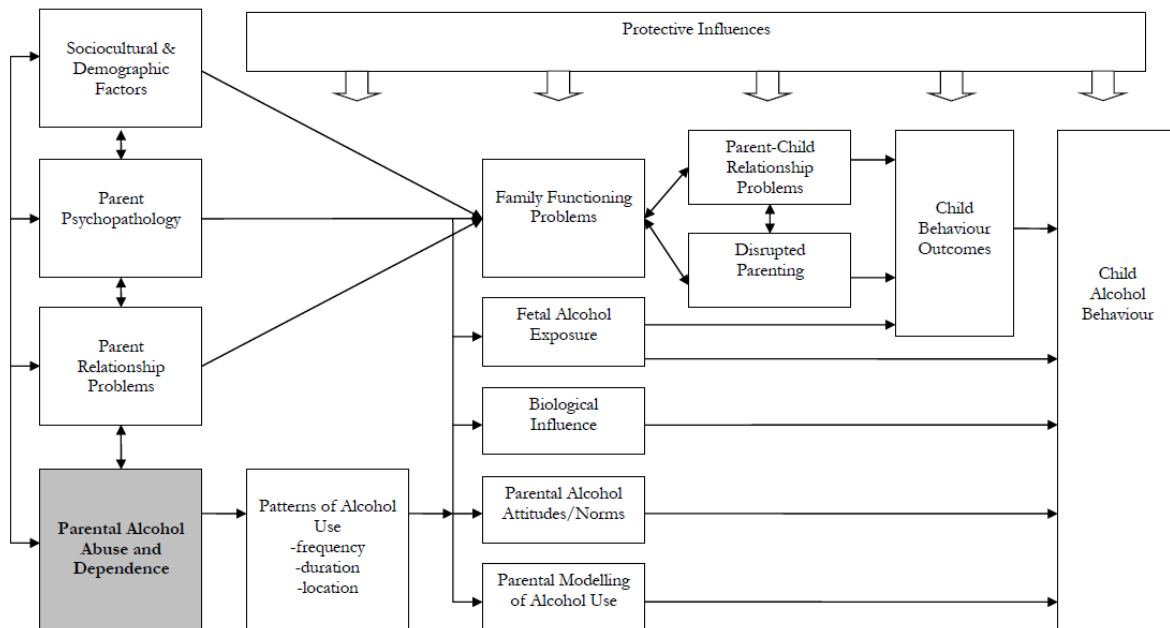 Sociocultural &
Demographic
Factors
Protective Influences
Parent
Psychopathology
Family Functioning
Problems
Parent-Child
Relationship
Problems
Disrupted
Parenting
Child
Behaviour
Outcomes
Child
Alcohol
Behaviour
Parent
Relationship
Problems
Fetal Alcohol
Exposure
Biological
Influence
Parental Alcohol
Abuse and
Dependence
Patterns of Alcohol
Use
-frequency
-duration
-location
Parental Alcohol
Attitudes/Norms
Parental Modelling
of Alcohol Use